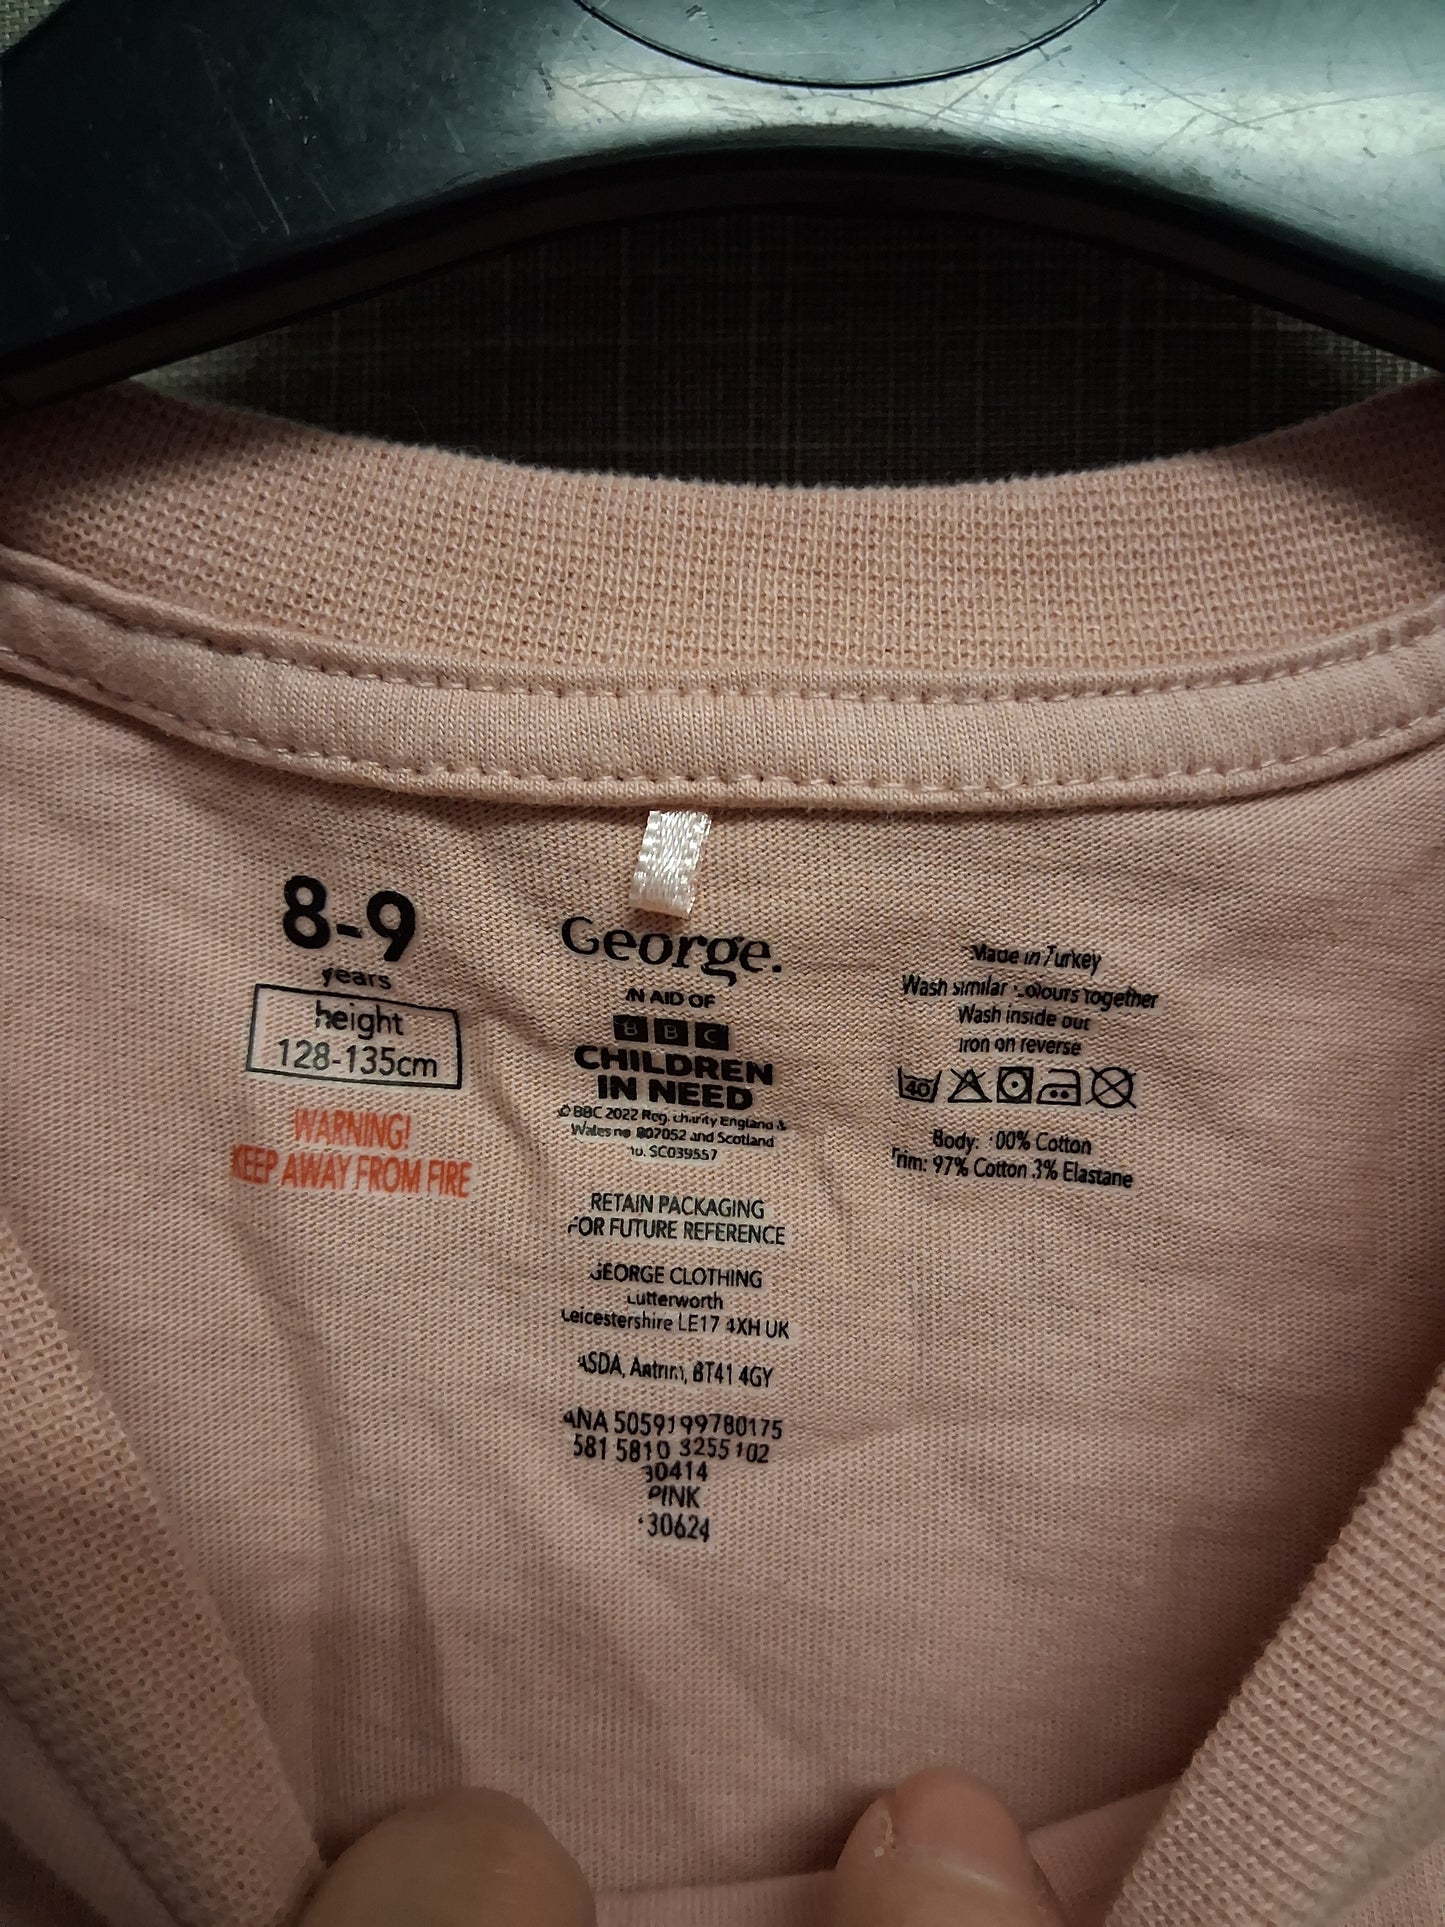 8-9
years
height
128-135cm
WARNING!
KEEP AWAY FROM FIRE
George.
IN AID OF
BBC
CHILDREN
IN NEED
© BBC 2022 Reg. charity England &
Wales no 807052 and Scotland
no. SC039557
RETAIN PACKAGING
FOR FUTURE REFERENCE
GEORGE CLOTHING
Lutterworth
Leicestershire LE17 4XH UK
ASDA, Antrim, BT41 4GY
ANA 5059199780175
581 5810 3255102
30414
PINK
30624
Made in Turkey
Wash similar colours together
Wash inside out
Iron on reverse
40
Body: 100% Cotton
Trim: 97% Cotton 3% Elastane